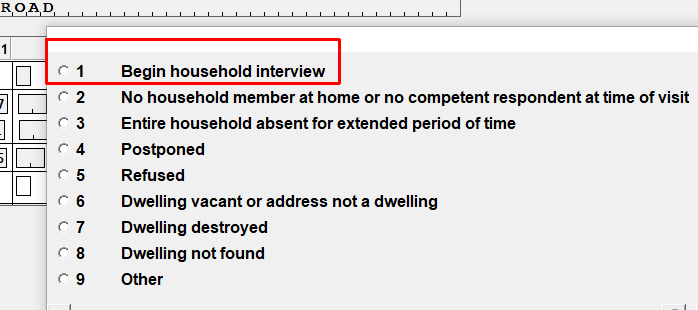 ROAD
1
1 Begin household interview
2 No household member at home or no competent respondent at time of visit
3 Entire household absent for extended period of time
4 Postponed
5 Refused
6 Dwelling vacant or address not a dwelling
7 Dwelling destroyed
8 Dwelling not found
9 Other